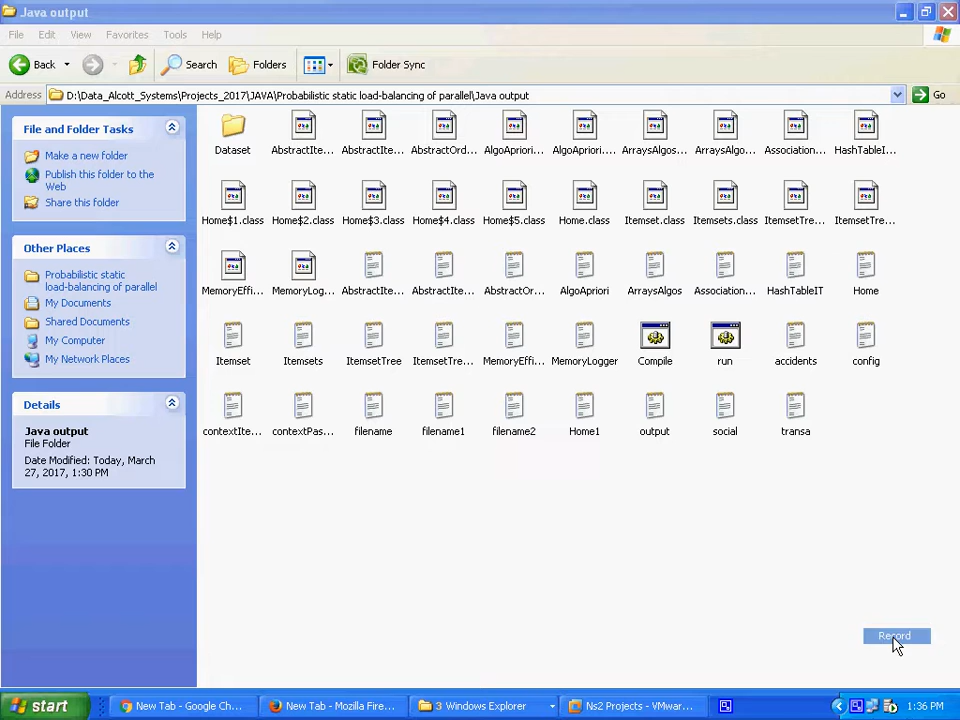 Java output
File Edit View Favorites Tools Help
Back Search Folders Folder Sync
Address D:\Data_Alcott_Systems\Projects_2017\JAVA\Probabilistic static load-balancing of parallel\Java output Go
File and Folder Tasks
Make a new folder
Publish this folder to the
Web
Share this folder
Other Places
Probabilistic static
load-balancing of parallel
My Documents
Shared Documents
My Computer
My Network Places
Details
Java output
File Folder
Date Modified: Today, March
27, 2017, 1:30 PM
Dataset AbstractIte... AbstractIte... AbstractOrd... AlgoApriori... AlgoApriori.... ArraysAlgos... ArraysAlgo... Association... HashTableI...
Home$1.class Home$2.class Home$3.class Home$4.class Home$5.class Home.class Itemset.class Itemsets.class ItemsetTre... ItemsetTre...
MemoryEffi... MemoryLog... AbstractIte... AbstractIte... AbstractOr... AlgoApriori ArraysAlgos Association... HashTableIT Home
Itemset Itemsets ItemsetTree ItemsetTre... MemoryEffi... MemoryLogger Compile run accidents config
contextIte... contextPas... filename filename1 filename2 Home1 output social transa
Record
start New Tab - Google Ch... New Tab - Mozilla Fire... 3 Windows Explorer Ns2 Projects - VMwar... 1:36 PM